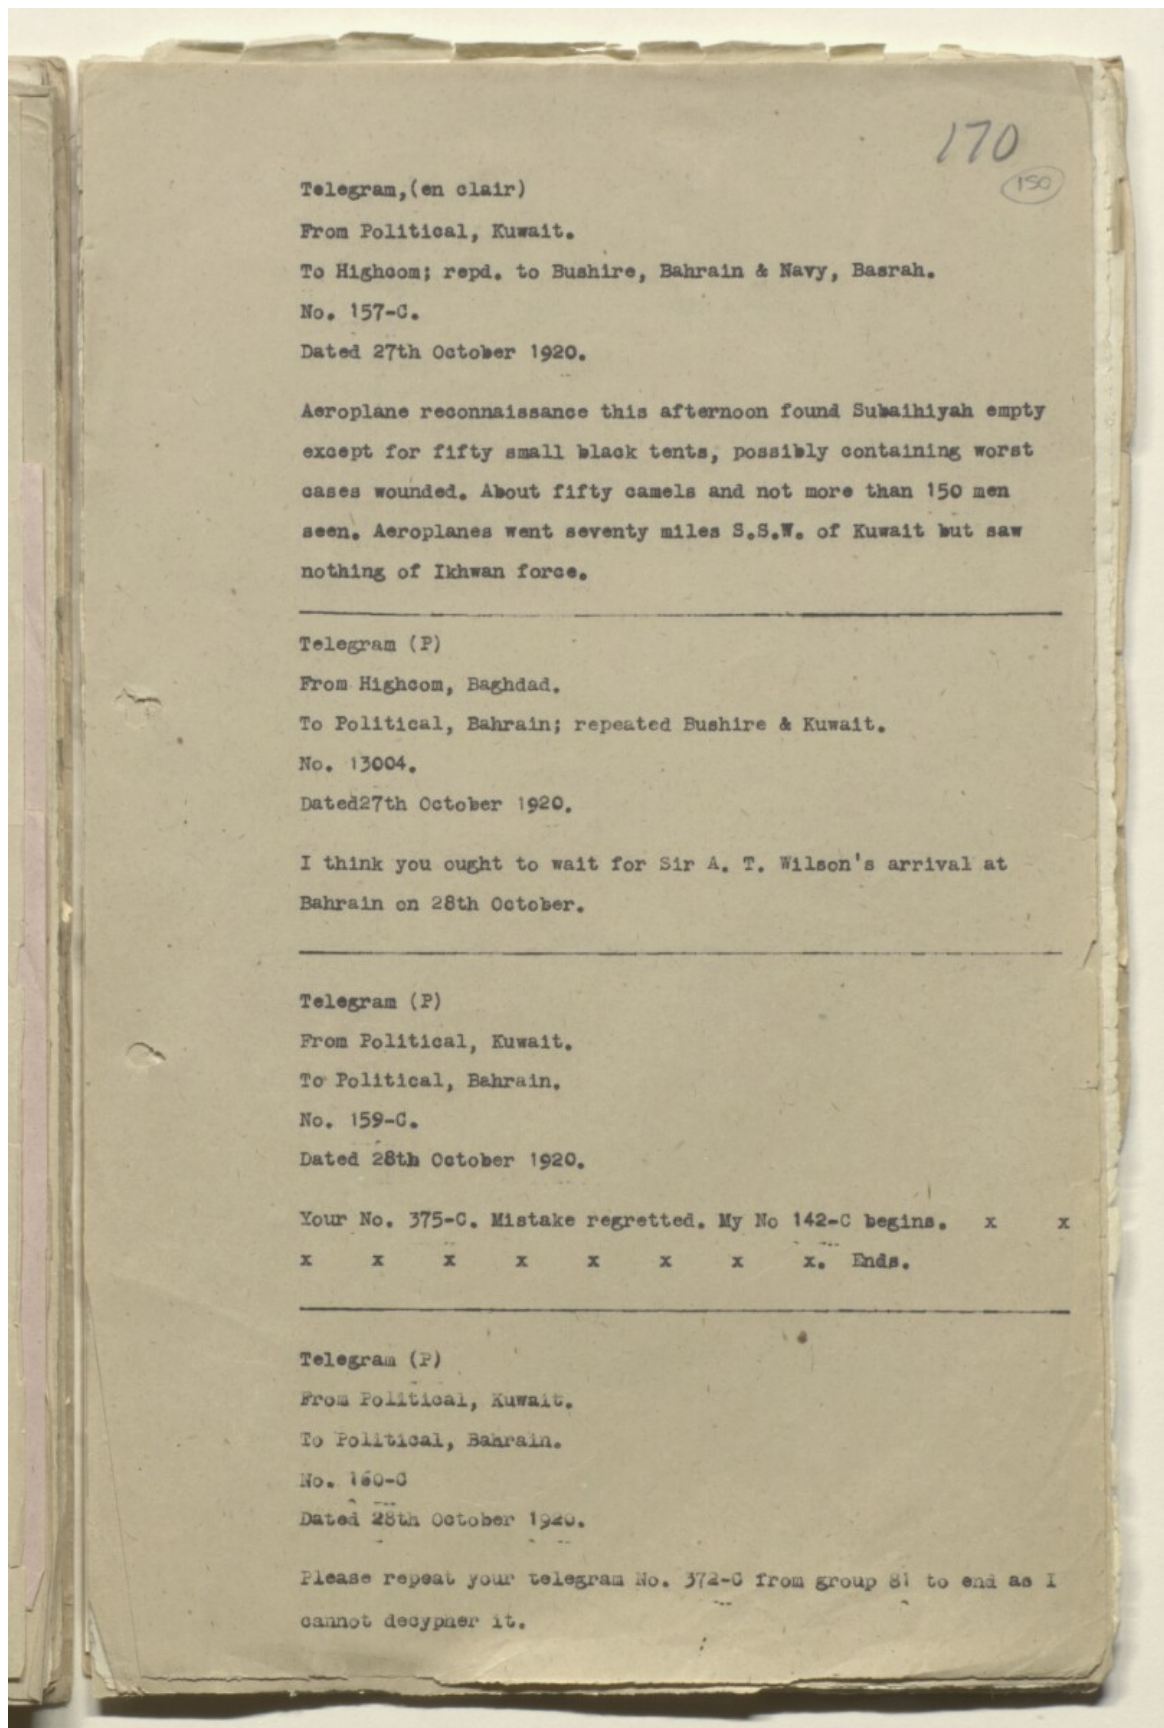 170
150
Telegram,(en clair)
From Political, Kuwait.
To Highcom; repd. to Bushire, Bahrain & Navy, Basrah.
No. 157-C.
Dated 27th October 1920.
Aeroplane reconnaissance this afternoon found Subaihiyah empty
except for fifty small black tents, possibly containing worst
cases wounded. About fifty camels and not more than 150 men
seen. Aeroplanes went seventy miles S.S.W. of Kuwait but saw
nothing of Ikhwan force.
Telegram (P)
From Highcom, Baghdad.
To Political, Bahrain; repeated Bushire & Kuwait.
No. 13004.
Dated27th October 1920.
I think you ought to wait for Sir A. T. Wilson's arrival at
Bahrain on 28th October.
Telegram (P)
From Political, Kuwait.
To Political, Bahrain.
No. 159-C.
Dated 28th October 1920.
Your No. 375-C. Mistake regretted. My No 142-C begins. x x
x x x x x x x x. Ends.
Telegram (P)
From Political, Kuwait.
To Political, Bahrain.
No. 160-C
Dated 28th October 1920.
Please repeat your telegram No. 372-C from group 81 to end as I
cannot decypher it.